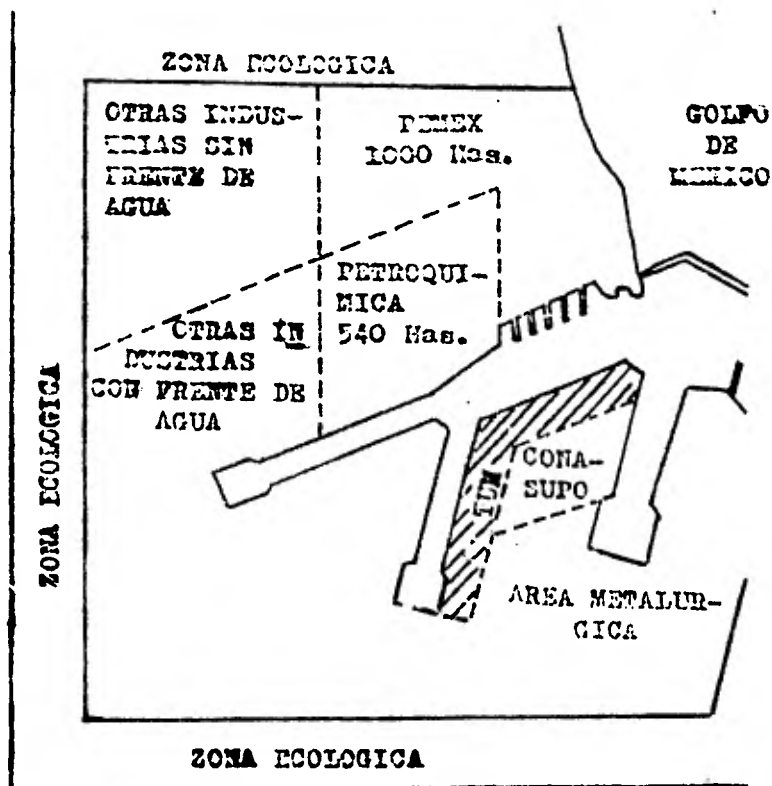 ZONA ECOLOGICA
OTRAS INDUS-
TRIAS SIN
FRENTE DE
AGUA
PEMEX
1000 Has.
GOLFO
DE
MEXICO
PETROQUI-
MICA
540 Has.
OTRAS IN
DUSTRIAS
CON FRENTE DE
AGUA
ZONA ECOLOGICA
CONA-
SUPO
AREA METALUR-
GICA
ZONA ECOLOGICA